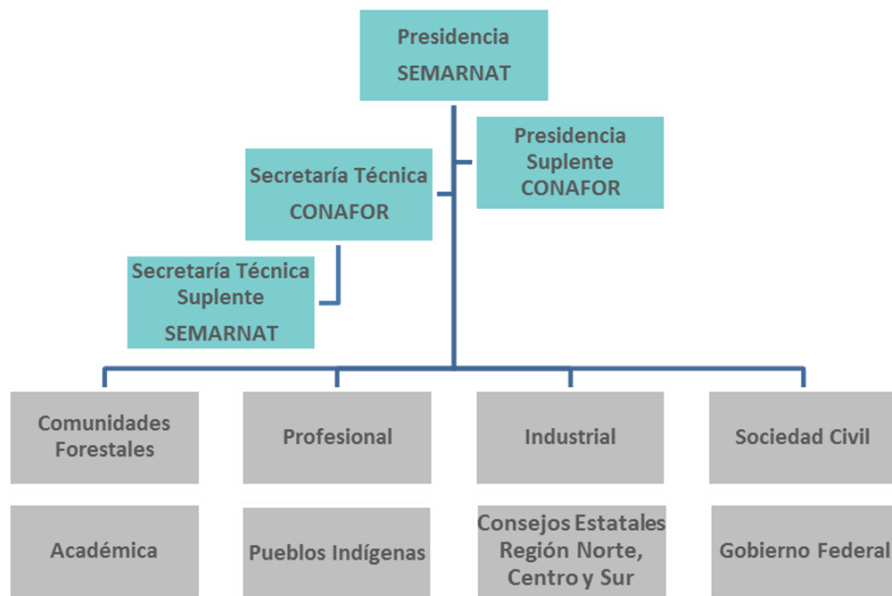 Presidencia
SEMARNAT
Presidencia
Suplente
CONAFOR
Secretaría Técnica
CONAFOR
Secretaría Técnica
Suplente
SEMARNAT
Comunidades
Forestales
Profesional
Industrial
Sociedad Civil
Académica
Pueblos Indígenas
Consejos Estatales
Región Norte,
Centro y Sur
Gobierno Federal